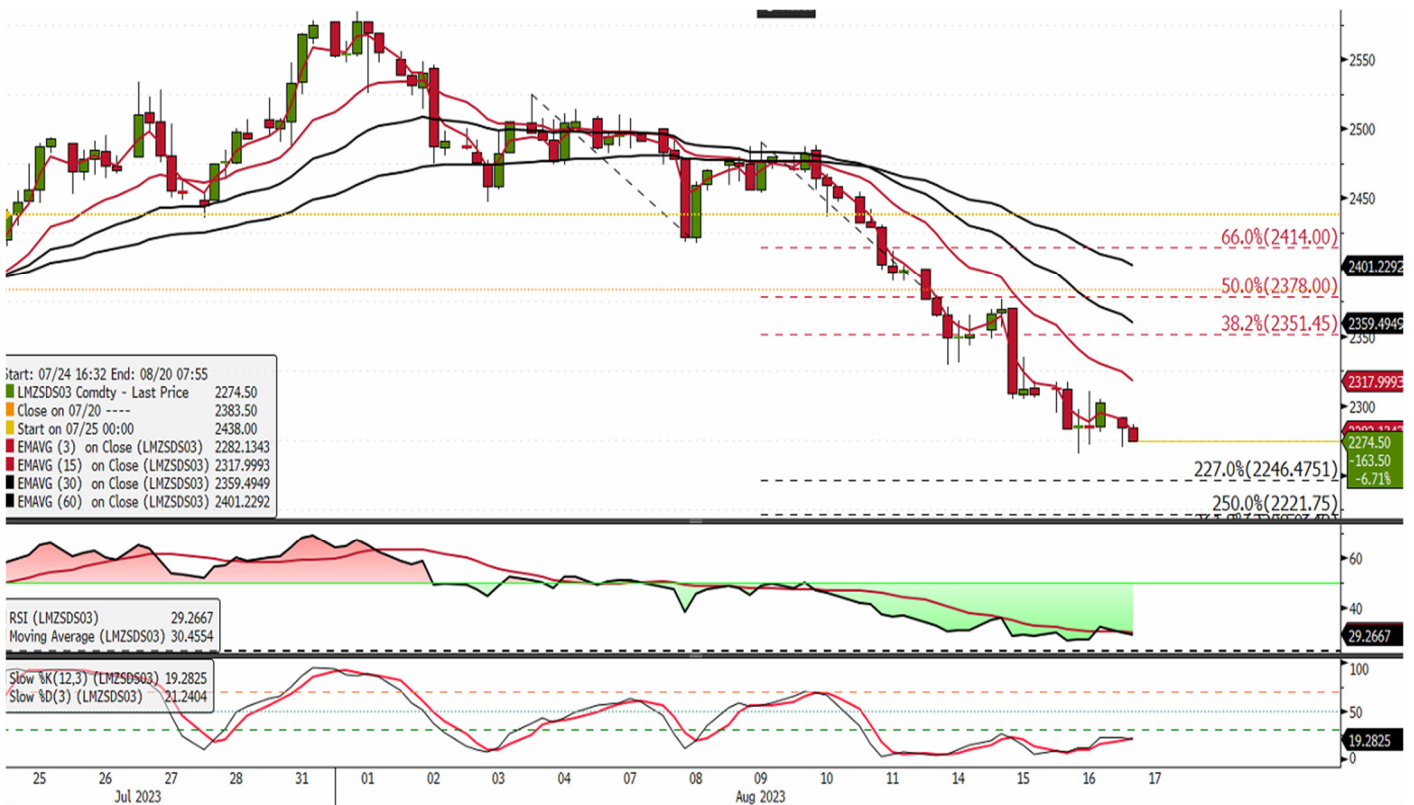 2550
2500
2450
66.0%(2414.00)
2401.2292
50.0%(2378.00)
38.2%(2351.45)
2359.4949
2350
2317.9993
2300
2282.1343
2274.50
-163.50
-6.71%
227.0%(2246.4751)
250.0%(2221.75)
Start: 07/24 16:32 End: 08/20 07:55
LMZSDS03 Comdty - Last Price 2274.50
Close on 07/20 ---- 2383.50
Start on 07/25 00:00 2438.00
EMAVG (3) on Close (LMZSDS03) 2282.1343
EMAVG (15) on Close (LMZSDS03) 2317.9993
EMAVG (30) on Close (LMZSDS03) 2359.4949
EMAVG (60) on Close (LMZSDS03) 2401.2292
60
40
RSI (LMZSDS03) 29.2667
Moving Average (LMZSDS03) 30.4554
29.2667
100
Slow %K(12,3) (LMZSDS03) 19.2825
Slow %D(3) (LMZSDS03) 21.2404
50
19.2825
0
25 26 27 28 31 01 02 03 04 07 08 09 10 11 14 15 16 17
Jul 2023 Aug 2023